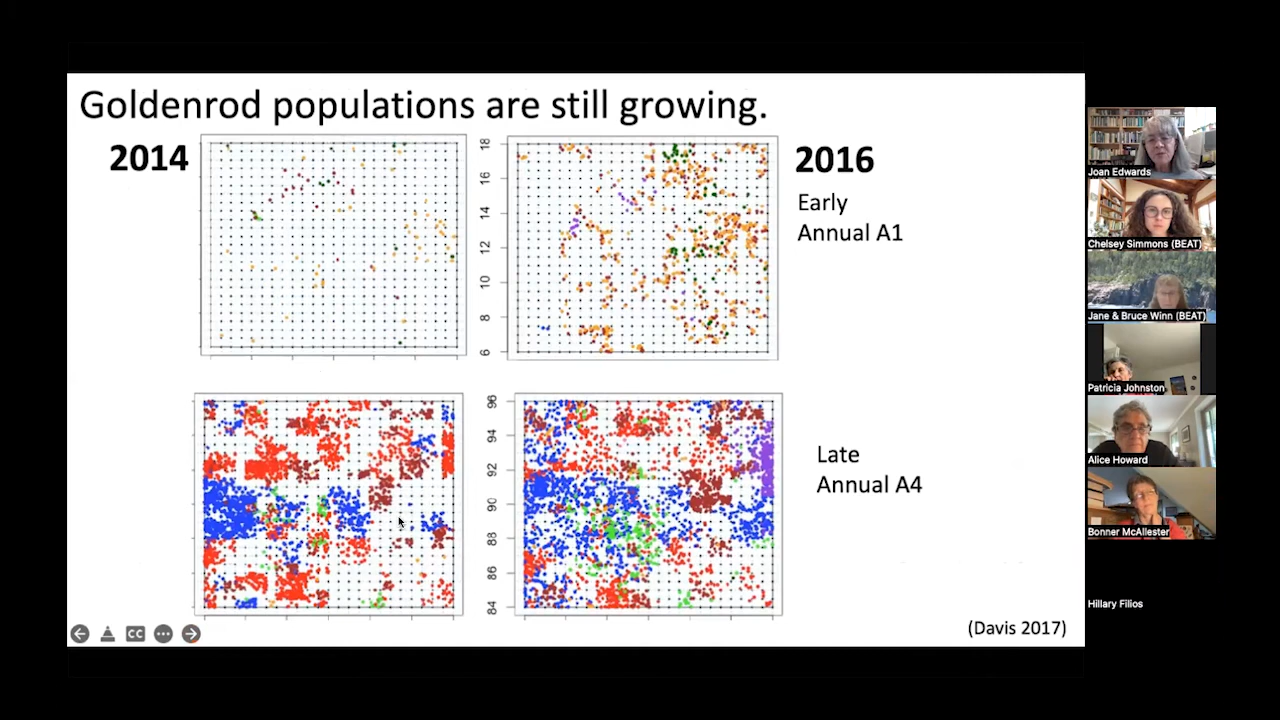 Goldenrod populations are still growing.
2014
2016
Early
Annual A1
18
16
14
12
10
8
6
Late
Annual A4
96
94
92
90
88
86
84
CC
(Davis 2017)
Joan Edwards
Chelsey Simmons (BEAT)
Jane & Bruce Winn (BEAT)
Patricia Johnston
Alice Howard
Bonner McAllester
Hillary Filios